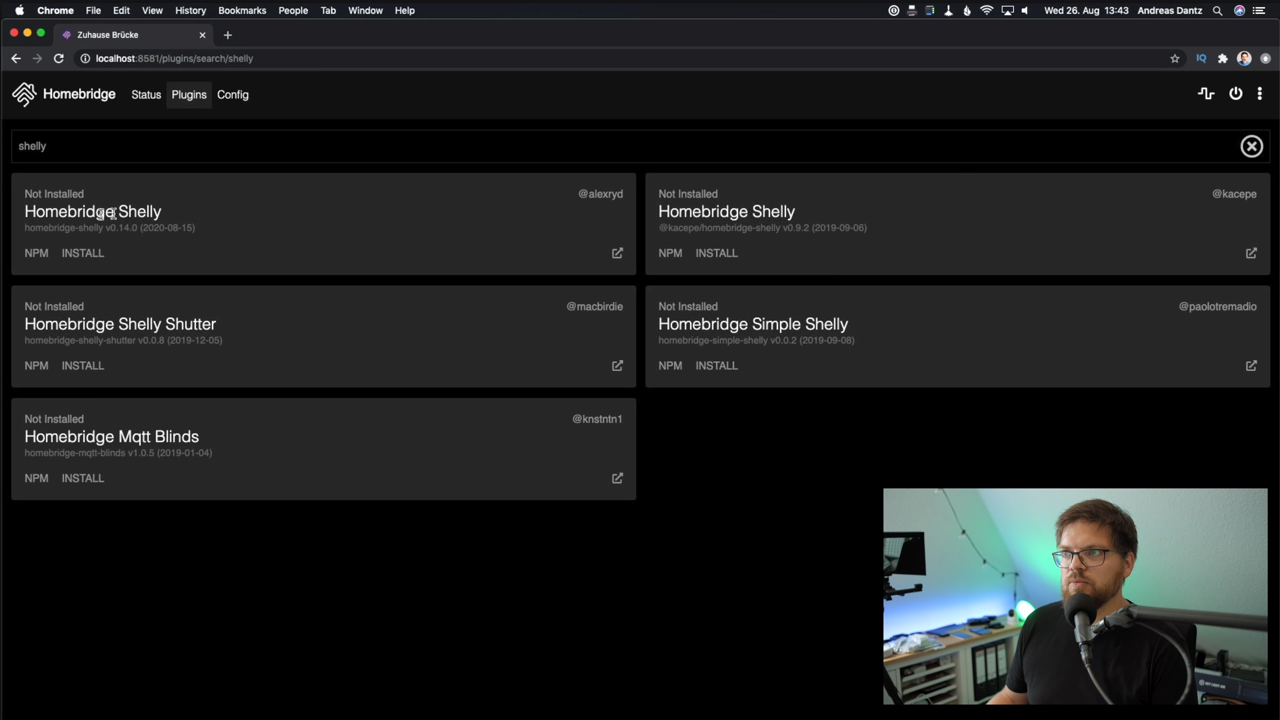 Chrome File Edit View History Bookmarks People Tab Window Help Wed 26. Aug 13:43 Andreas Dantz
Zuhause Brücke
localhost:8581/plugins/search/shelly
IQ
Homebridge Status Plugins Config
shelly
Not Installed @alexryd
Homebridge Shelly
homebridge-shelly v0.14.0 (2020-08-15)
NPM INSTALL
Not Installed @kacepe
Homebridge Shelly
@kacepe/homebridge-shelly v0.9.2 (2019-09-06)
NPM INSTALL
Not Installed @macbirdie
Homebridge Shelly Shutter
homebridge-shelly-shutter v0.0.8 (2019-12-05)
NPM INSTALL
Not Installed @paolotremadio
Homebridge Simple Shelly
homebridge-simple-shelly v0.0.2 (2019-09-08)
NPM INSTALL
Not Installed @knstntn1
Homebridge Mqtt Blinds
homebridge-mqtt-blinds v1.0.5 (2019-01-04)
NPM INSTALL